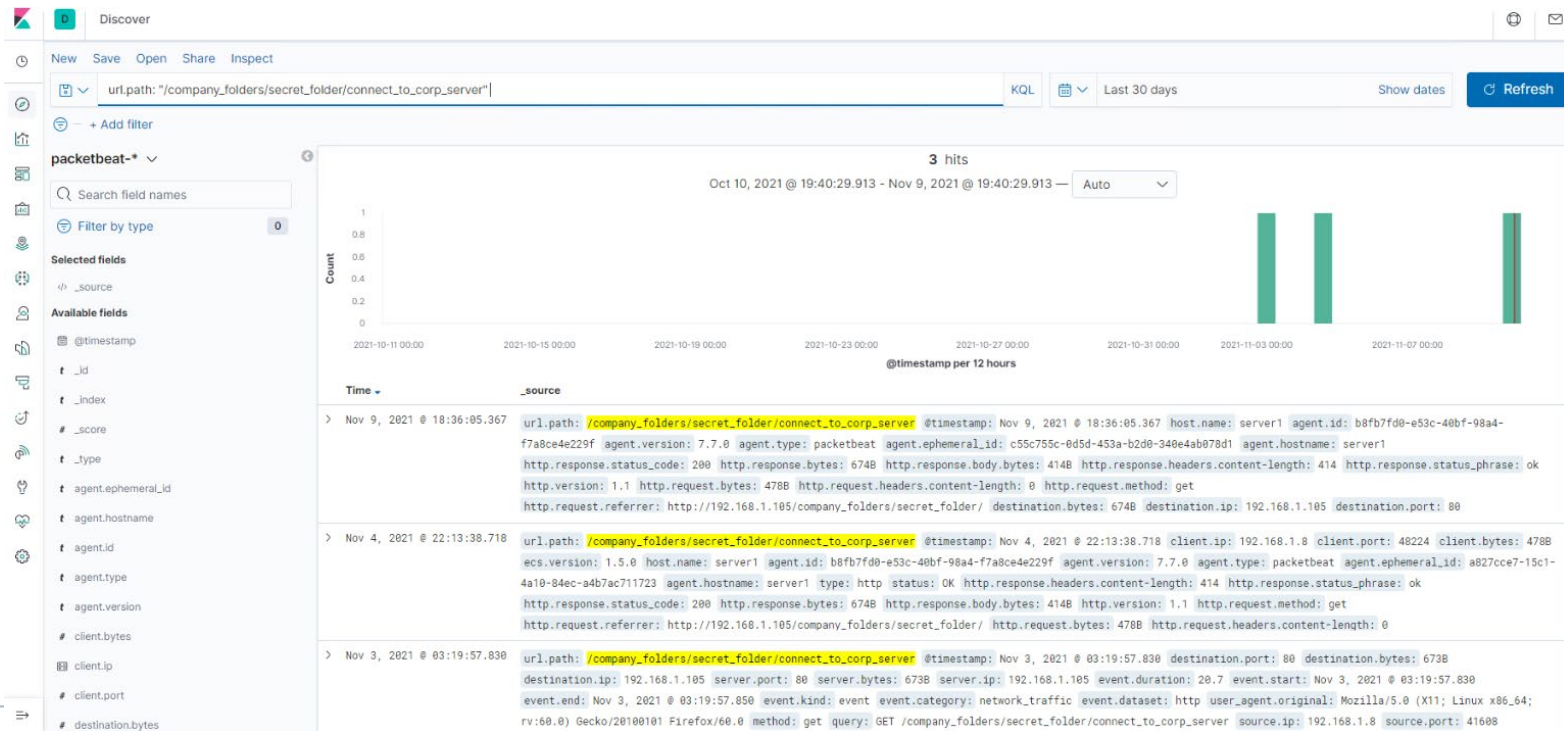 D Discover
New Save Open Share Inspect
url.path: "/company_folders/secret_folder/connect_to_corp_server"
KQL
Last 30 days
Show dates
Refresh
+ Add filter
packetbeat-*
Search field names
Filter by type 0
Selected fields
</> _source
Available fields
@timestamp
t _id
t _index
# _score
t _type
t agent.ephemeral_id
t agent.hostname
t agent.id
t agent.type
t agent.version
# client.bytes
client.ip
# client.port
# destination.bytes
3 hits
Oct 10, 2021 @ 19:40:29.913 - Nov 9, 2021 @ 19:40:29.913 — Auto
1
0.8
0.6
0.4
0.2
0
Count
2021-10-11 00:00 2021-10-15 00:00 2021-10-19 00:00 2021-10-23 00:00 2021-10-27 00:00 2021-10-31 00:00 2021-11-03 00:00 2021-11-07 00:00
@timestamp per 12 hours
Time _source
Nov 9, 2021 @ 18:36:05.367 url.path: /company_folders/secret_folder/connect_to_corp_server @timestamp: Nov 9, 2021 @ 18:36:05.367 host.name: server1 agent.id: b8fb7fd0-e53c-40bf-98a4-
f7a8ce4e229f agent.version: 7.7.0 agent.type: packetbeat agent.ephemeral_id: c55c755c-0d5d-453a-b2d0-340e4ab078d1 agent.hostname: server1
http.response.status_code: 200 http.response.bytes: 674B http.response.body.bytes: 414B http.response.headers.content-length: 414 http.response.status_phrase: ok
http.version: 1.1 http.request.bytes: 478B http.request.headers.content-length: 0 http.request.method: get
http.request.referrer: http://192.168.1.105/company_folders/secret_folder/ destination.bytes: 674B destination.ip: 192.168.1.105 destination.port: 80
Nov 4, 2021 @ 22:13:38.718 url.path: /company_folders/secret_folder/connect_to_corp_server @timestamp: Nov 4, 2021 @ 22:13:38.718 client.ip: 192.168.1.8 client.port: 48224 client.bytes: 478B
ecs.version: 1.5.0 host.name: server1 agent.id: b8fb7fd0-e53c-40bf-98a4-f7a8ce4e229f agent.version: 7.7.0 agent.type: packetbeat agent.ephemeral_id: a827cce7-15c1-
4a10-84ec-a4b7ac711723 agent.hostname: server1 type: http status: OK http.response.headers.content-length: 414 http.response.status_phrase: ok
http.response.status_code: 200 http.response.bytes: 674B http.response.body.bytes: 414B http.version: 1.1 http.request.method: get
http.request.referrer: http://192.168.1.105/company_folders/secret_folder/ http.request.bytes: 478B http.request.headers.content-length: 0
Nov 3, 2021 @ 03:19:57.830 url.path: /company_folders/secret_folder/connect_to_corp_server @timestamp: Nov 3, 2021 @ 03:19:57.830 destination.port: 80 destination.bytes: 673B
destination.ip: 192.168.1.105 server.port: 80 server.bytes: 673B server.ip: 192.168.1.105 event.duration: 20.7 event.start: Nov 3, 2021 @ 03:19:57.830
event.end: Nov 3, 2021 @ 03:19:57.850 event.kind: event event.category: network_traffic event.dataset: http user_agent.original: Mozilla/5.0 (X11; Linux x86_64;
rv:60.0) Gecko/20100101 Firefox/60.0 method: get query: GET /company_folders/secret_folder/connect_to_corp_server source.ip: 192.168.1.8 source.port: 41608